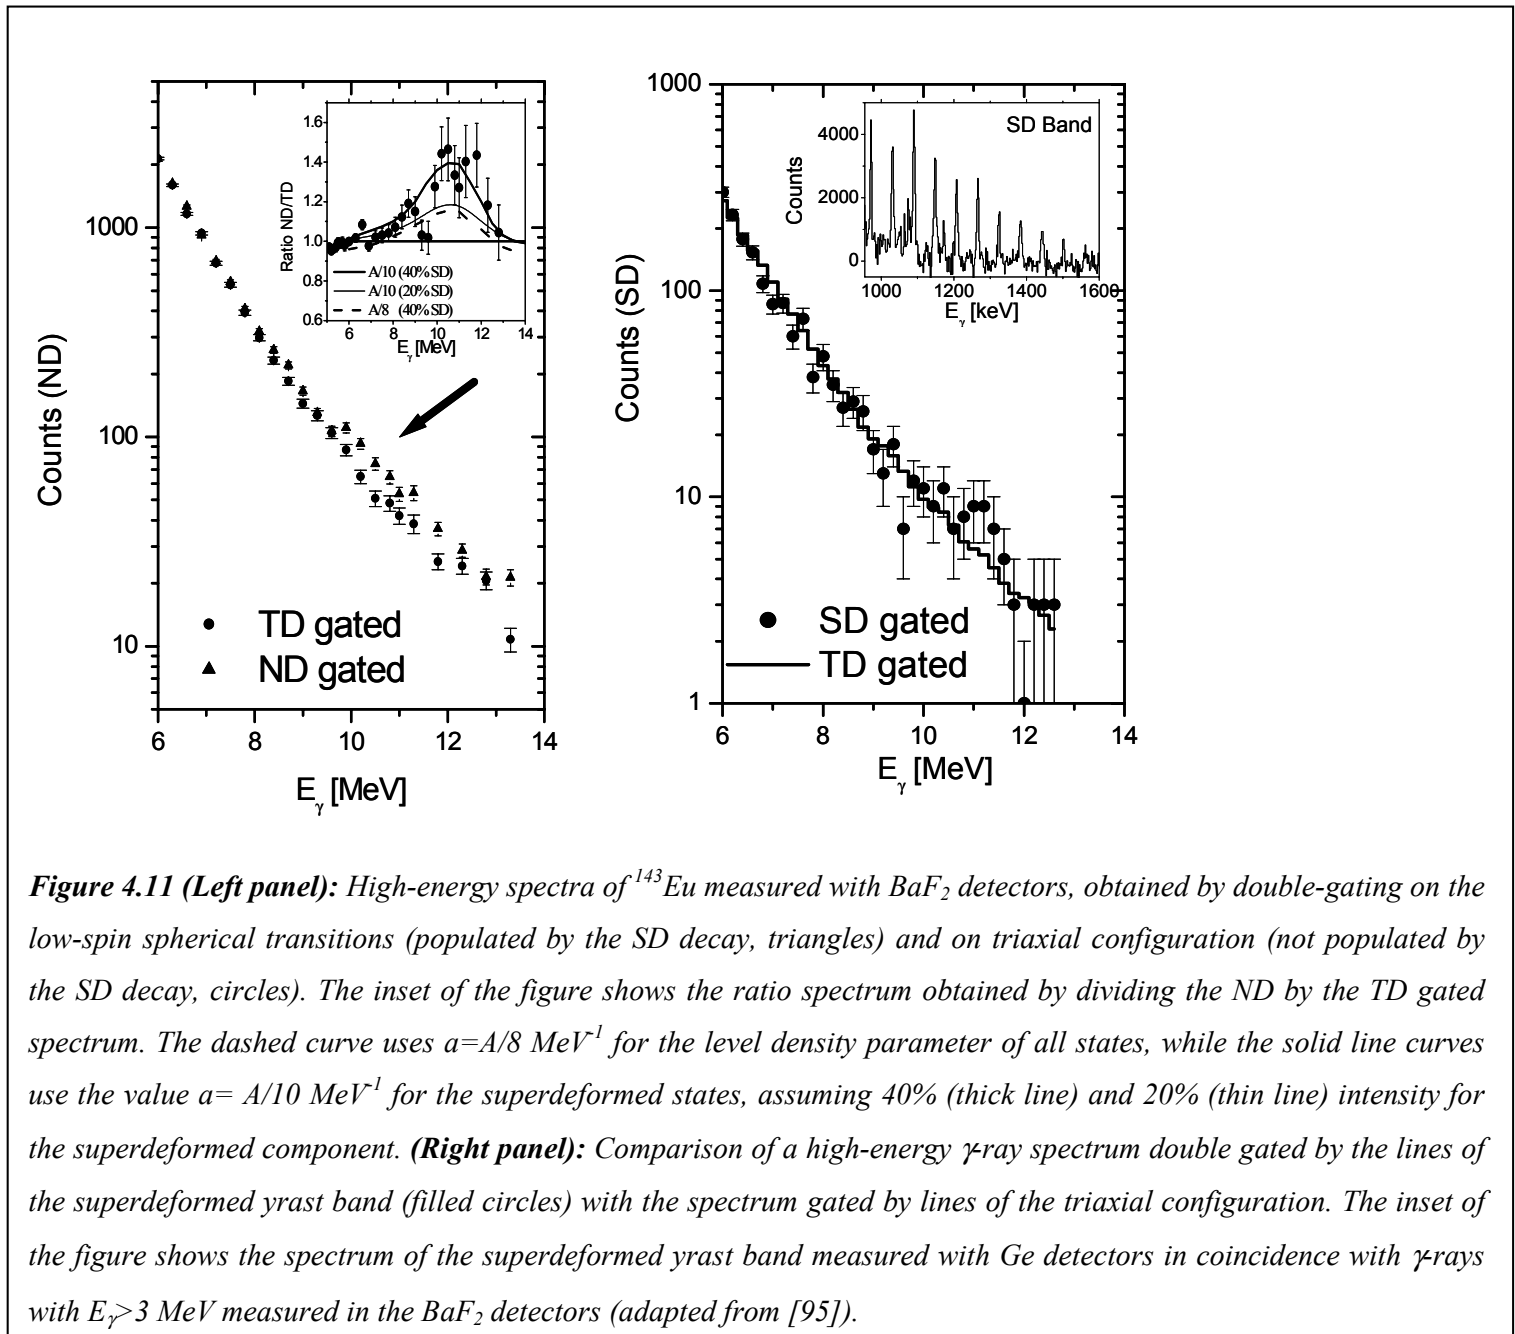 1000
100
10
6 8 10 12 14
Counts (ND)
Eγ [MeV]
TD gated
ND gated
1.6
1.4
1.2
1.0
0.8
0.6
6 8 10 12 14
Ratio ND/TD
Eγ [MeV]
A/10 (40% SD)
A/10 (20% SD)
A/8 (40% SD)
1000
100
10
1
6 8 10 12 14
Counts (SD)
Eγ [MeV]
SD gated
TD gated
SD Band
4000
2000
0
Counts
1000 1200 1400 1600
Eγ [keV]
Figure 4.11 (Left panel): High-energy spectra of ¹⁴³Eu measured with BaF₂ detectors, obtained by double-gating on the
low-spin spherical transitions (populated by the SD decay, triangles) and on triaxial configuration (not populated by
the SD decay, circles). The inset of the figure shows the ratio spectrum obtained by dividing the ND by the TD gated
spectrum. The dashed curve uses a=A/8 MeV⁻¹ for the level density parameter of all states, while the solid line curves
use the value a= A/10 MeV⁻¹ for the superdeformed states, assuming 40% (thick line) and 20% (thin line) intensity for
the superdeformed component. (Right panel): Comparison of a high-energy γ-ray spectrum double gated by the lines of
the superdeformed yrast band (filled circles) with the spectrum gated by lines of the triaxial configuration. The inset of
the figure shows the spectrum of the superdeformed yrast band measured with Ge detectors in coincidence with γ-rays
with Eγ>3 MeV measured in the BaF₂ detectors (adapted from [95]).